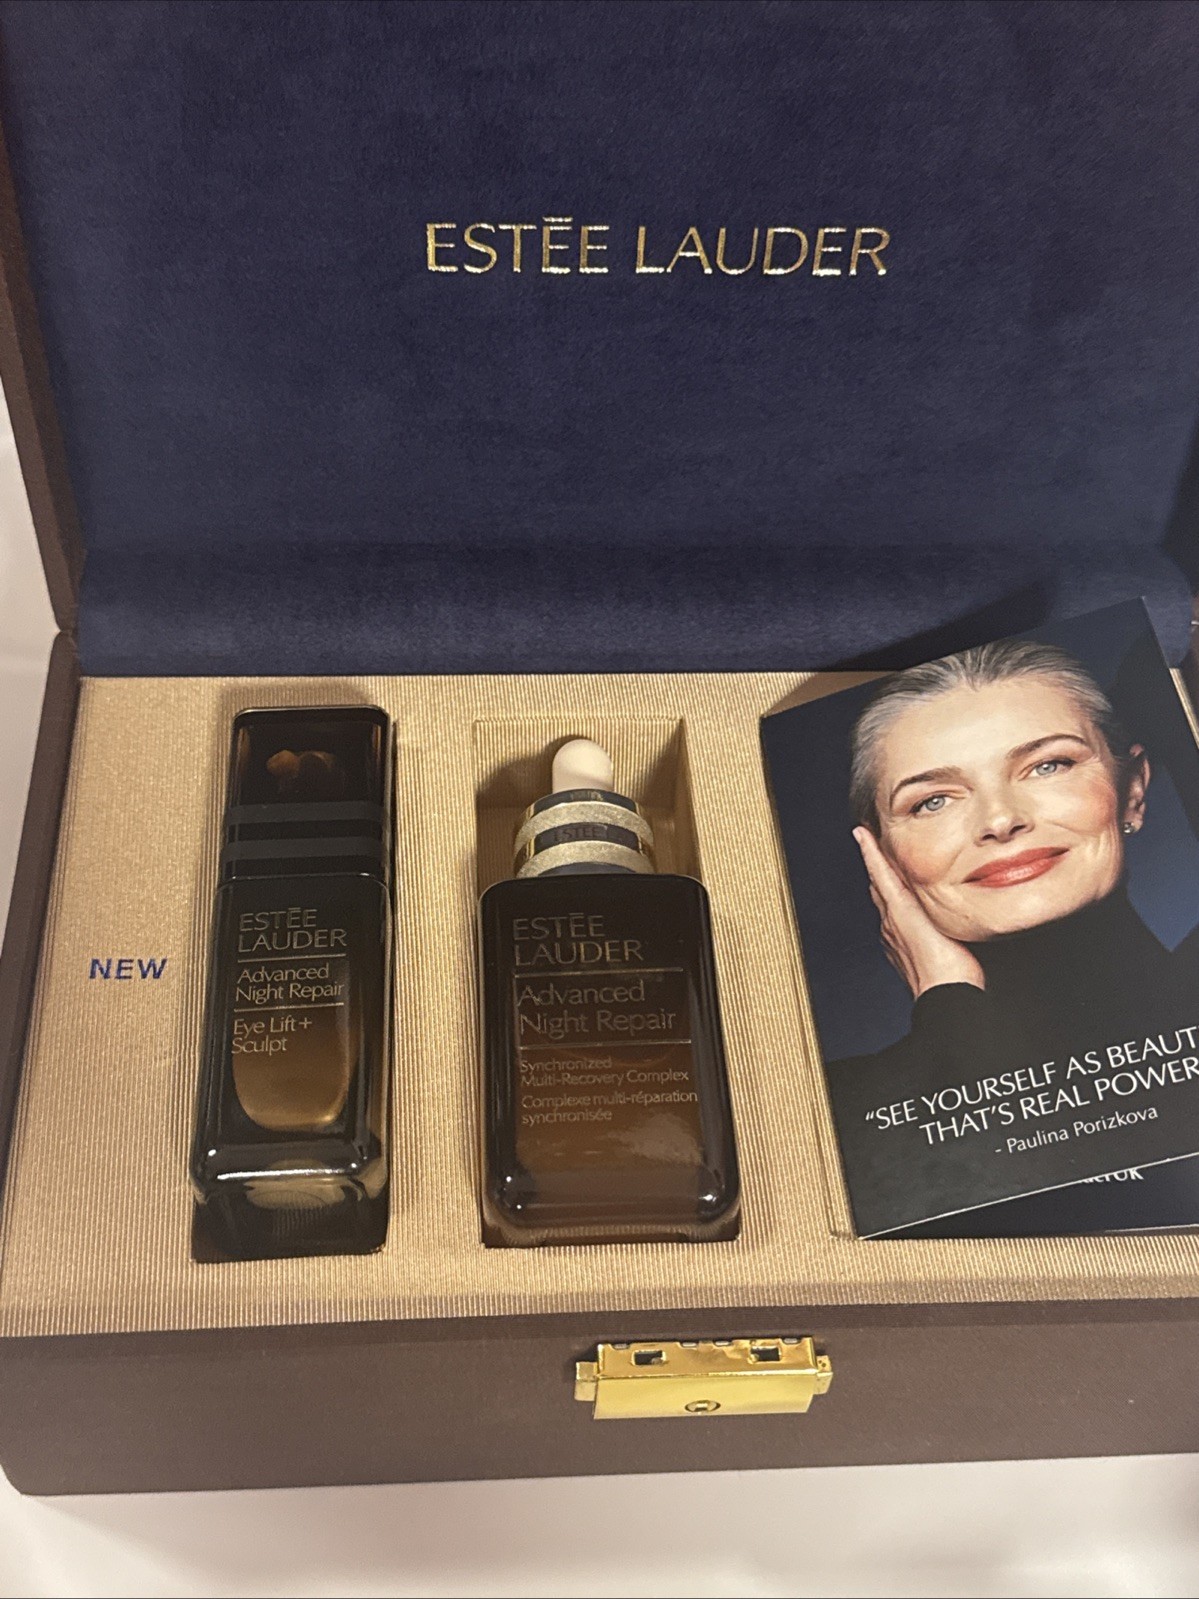 ESTĒE LAUDER
NEW
ESTĒE
LAUDER
Advanced
Night Repair
Eye Lift+
Sculpt
ESTĒE
ESTĒE
LAUDER
Advanced
Night Repair
Synchronized
Multi-Recovery Complex
Complexe multi-réparation
synchronisée
"SEE YOURSELF AS BEAUT
THAT'S REAL POWER
- Paulina Porizkova